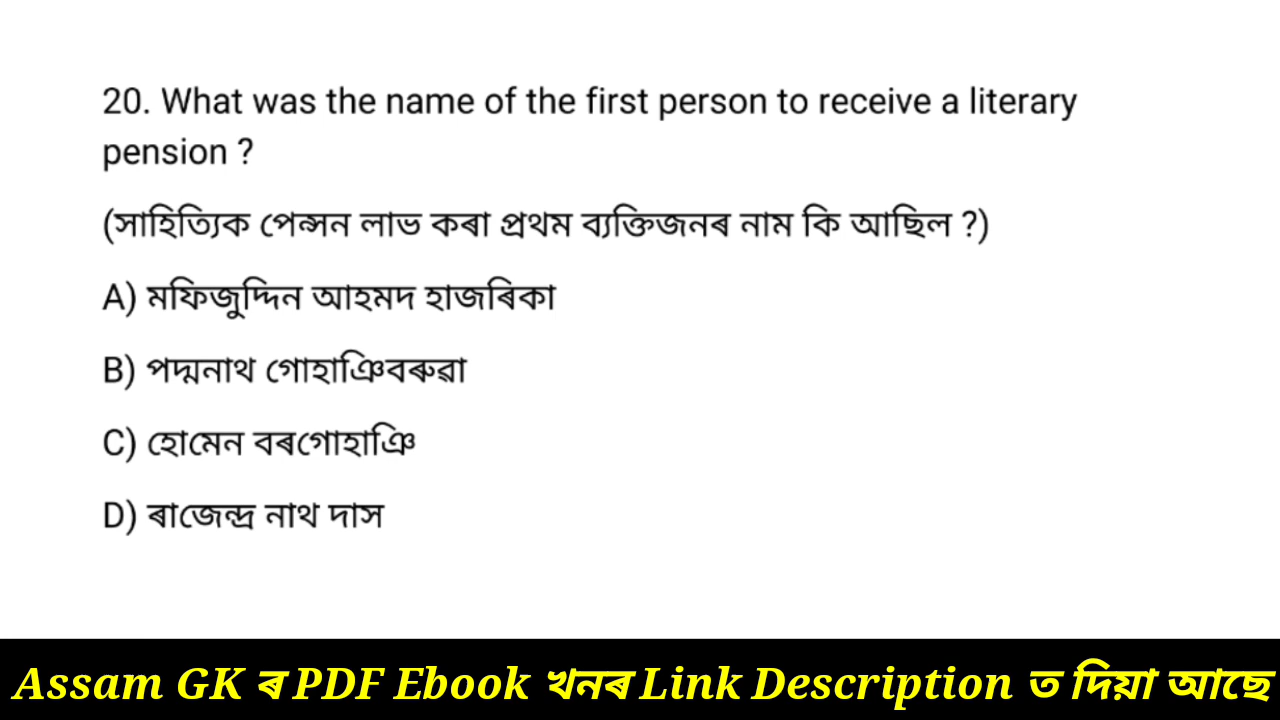 20. What was the name of the first person to receive a literary
pension ?
(সাহিত্যিক পেন্সন লাভ কৰা প্ৰথম ব্যক্তিজনৰ নাম কি আছিল ?)
A) মফিজুদ্দিন আহমদ হাজৰিকা
B) পদ্মনাথ গোহাঞিবৰুৱা
C) হোমেন বৰগোহাঞি
D) ৰাজেন্দ্ৰ নাথ দাস
Assam GK ৰ PDF Ebook খনৰ Link Description ত দিয়া আছে